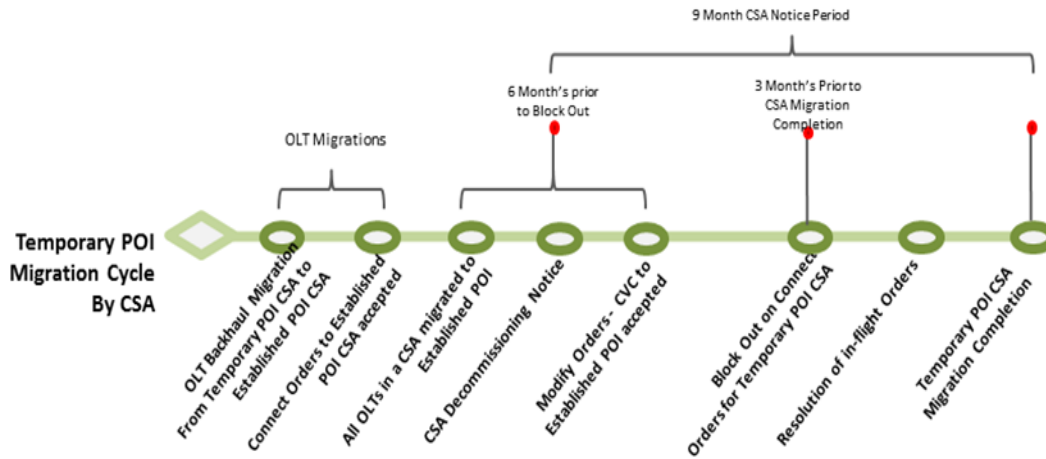 9 Month CSA Notice Period
6 Month's prior
to Block Out
3 Month's Prior to
CSA Migration
Completion
OLT Migrations
Temporary POI
Migration Cycle
By CSA
OLT Backhaul Migration
From Temporary POI CSA to
Established POI CSA
Connect Orders to Established
POI CSA accepted
All OLTs in a CSA migrated to
Established POI
CSA Decommissioning Notice
Modify Orders - CVC to
Established POI accepted
Block Out on Connect
Orders for Temporary POI CSA
Resolution of in-flight Orders
Temporary POI CSA
Migration Completion